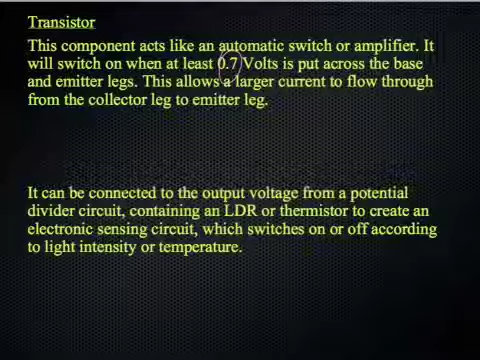 Transistor
This component acts like an automatic switch or amplifier. It
will switch on when at least 0.7 Volts is put across the base
and emitter legs. This allows a larger current to flow through
from the collector leg to emitter leg.
It can be connected to the output voltage from a potential
divider circuit, containing an LDR or thermistor to create an
electronic sensing circuit, which switches on or off according
to light intensity or temperature.